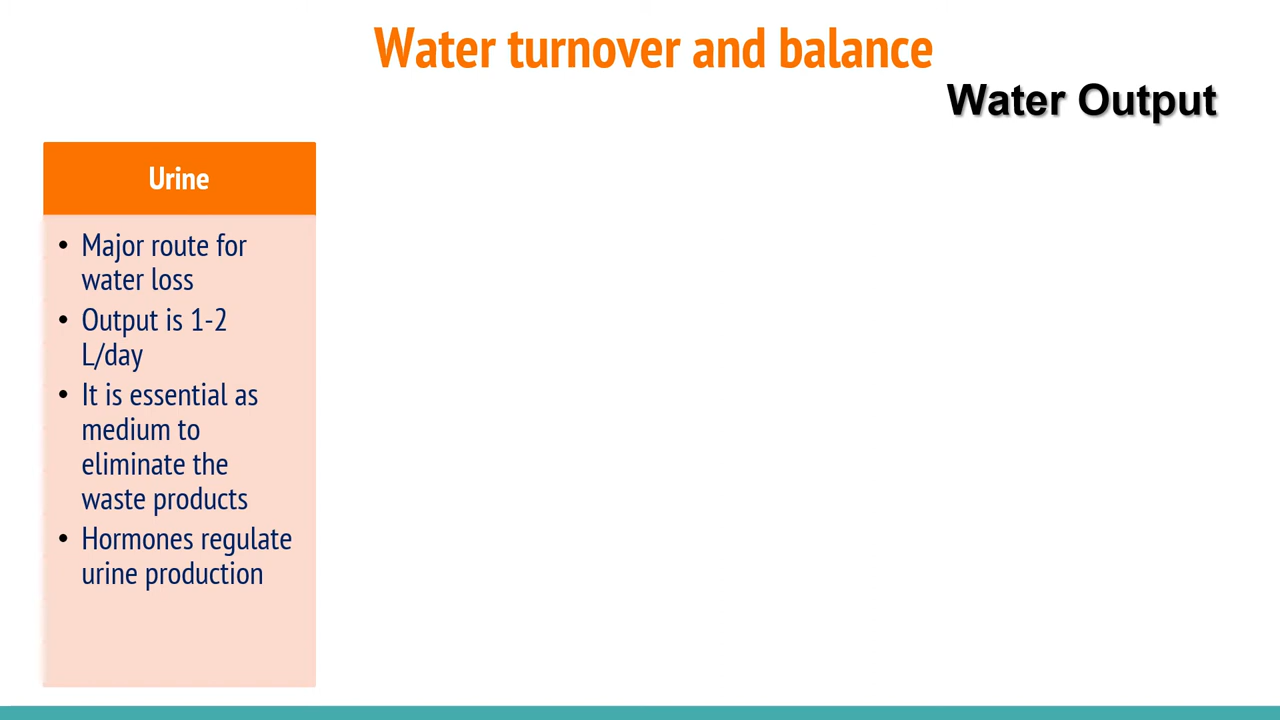 Water turnover and balance
Water Output
Urine
• Major route for
water loss
• Output is 1-2
L/day
• It is essential as
medium to
eliminate the
waste products
• Hormones regulate
urine production